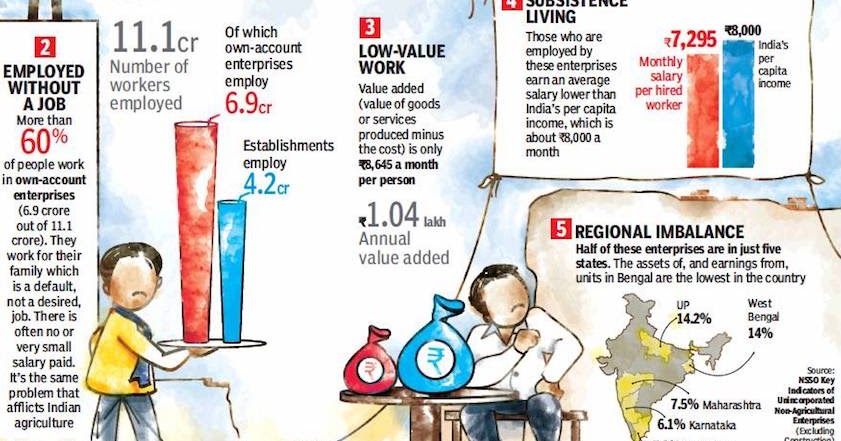 2
EMPLOYED
WITHOUT
A JOB
More than
60%
of people work
in own-account
enterprises
(6.9 crore
out of 11.1
crore). They
work for their
family which
is a default,
not a desired,
job. There is
often no or
very small
salary paid.
It's the same
problem that
afflicts Indian
agriculture
11.1cr
Number of
workers
employed
Of which
own-account
enterprises
employ
6.9cr
Establishments
employ
4.2cr
3
LOW-VALUE
WORK
Value added
(value of goods
or services
produced minus
the cost) is only
₹8,645 a month
per person
₹1.04 lakh
Annual
value added
4 SUBSISTENCE
LIVING
Those who are
employed by
these enterprises
earn an average
salary lower than
India's per capita
income, which is
about ₹8,000 a
month
₹7,295
Monthly
salary
per hired
worker
₹8,000
India's
per
capita
income
5 REGIONAL IMBALANCE
Half of these enterprises are in just five
states. The assets of, and earnings from,
units in Bengal are the lowest in the country
UP
14.2%
West
Bengal
14%
7.5% Maharashtra
6.1% Karnataka
Source:
NSSO Key
Indicators of
Unincorporated
Non-Agricultural
Enterprises
(Excluding
Construction)